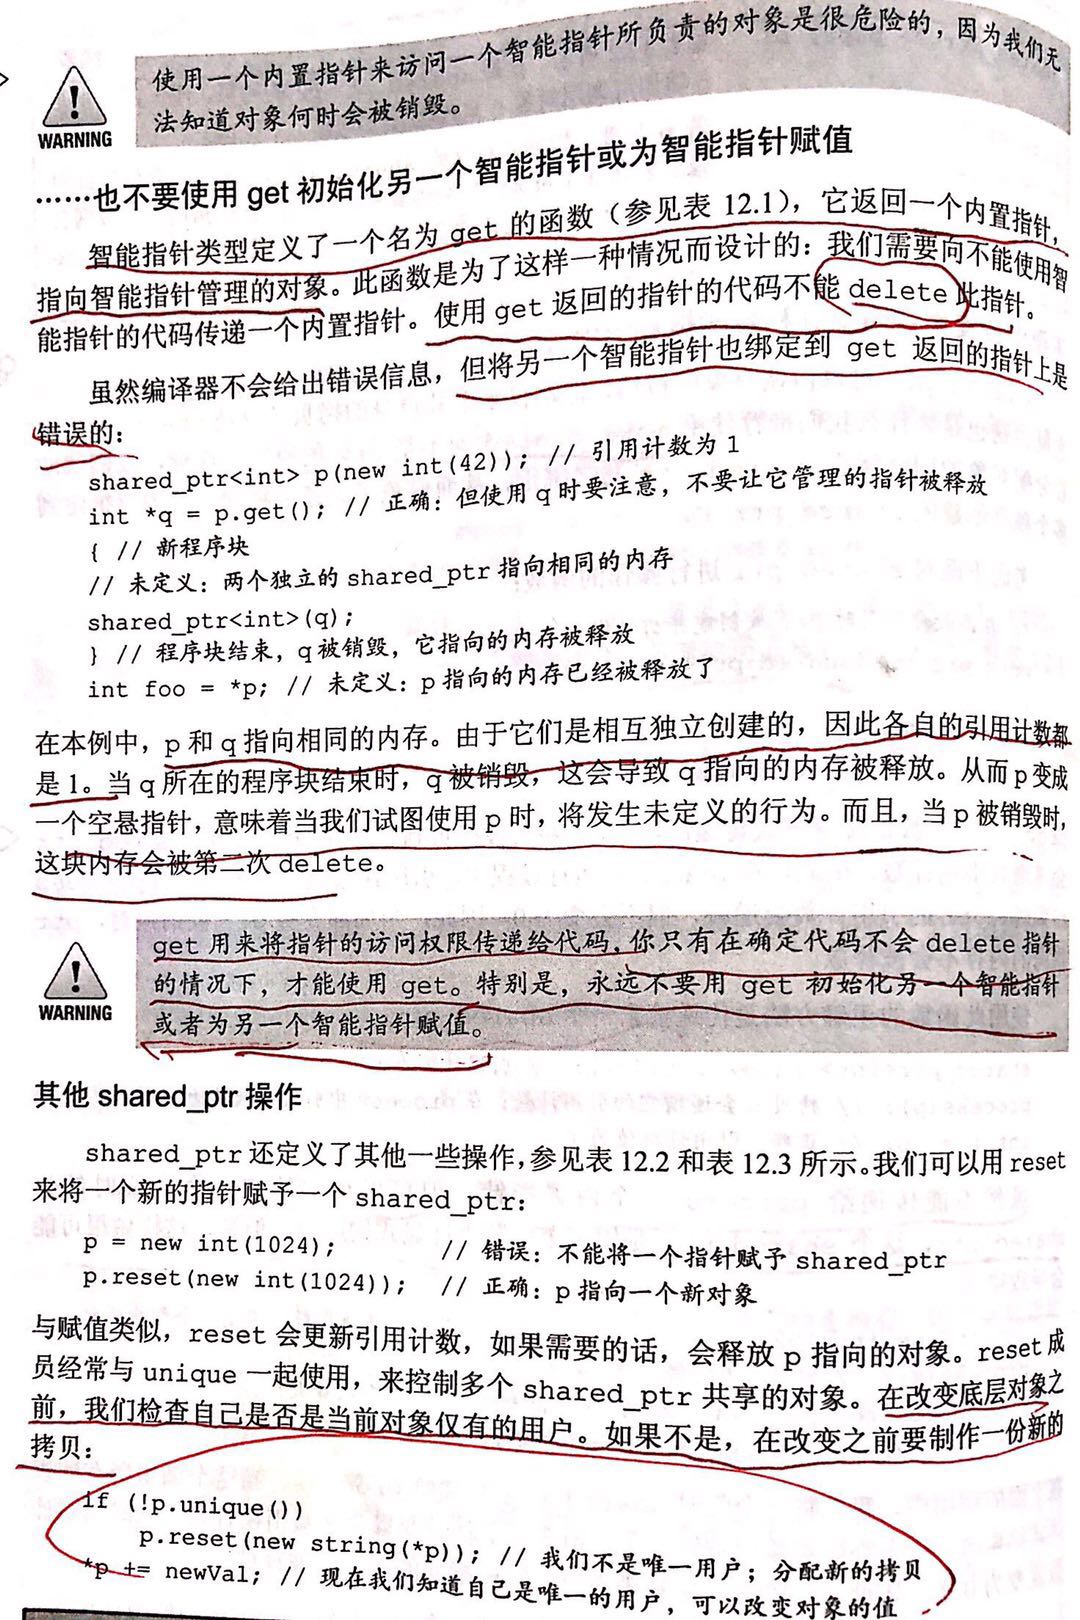 使用一个内置指针来访问一个智能指针所负责的对象是很危险的，因为我们无
法知道对象何时会被销毁。
WARNING
……也不要使用 get 初始化另一个智能指针或为智能指针赋值
智能指针类型定义了一个名为 get 的函数（参见表 12.1），它返回一个内置指针，
指向智能指针管理的对象。此函数是为了这样一种情况而设计的：我们需要向不能使用智
能指针的代码传递一个内置指针。使用 get 返回的指针的代码不能 delete 此指针。
虽然编译器不会给出错误信息，但将另一个智能指针也绑定到 get 返回的指针上是
错误的：
shared_ptr<int> p(new int(42)); // 引用计数为 1
int *q = p.get(); // 正确：但使用 q 时要注意，不要让它管理的指针被释放
{ // 新程序块
// 未定义：两个独立的 shared_ptr 指向相同的内存
shared_ptr<int>(q);
} // 程序块结束，q 被销毁，它指向的内存被释放
int foo = *p; // 未定义：p 指向的内存已经被释放了
在本例中，p 和 q 指向相同的内存。由于它们是相互独立创建的，因此各自的引用计数都
是 1。当 q 所在的程序块结束时，q 被销毁，这会导致 q 指向的内存被释放。从而 p 变成
一个空悬指针，意味着当我们试图使用 p 时，将发生未定义的行为。而且，当 p 被销毁时，
这块内存会被第二次 delete。
get 用来将指针的访问权限传递给代码，你只有在确定代码不会 delete 指针
的情况下，才能使用 get。特别是，永远不要用 get 初始化另一个智能指针
或者为另一个智能指针赋值。
WARNING
其他 shared_ptr 操作
shared_ptr 还定义了其他一些操作，参见表 12.2 和表 12.3 所示。我们可以用 reset
来将一个新的指针赋予一个 shared_ptr：
p = new int(1024); // 错误：不能将一个指针赋予 shared_ptr
p.reset(new int(1024)); // 正确：p 指向一个新对象
与赋值类似，reset 会更新引用计数，如果需要的话，会释放 p 指向的对象。reset 成
员经常与 unique 一起使用，来控制多个 shared_ptr 共享的对象。在改变底层对象之
前，我们检查自己是否是当前对象仅有的用户。如果不是，在改变之前要制作一份新的
拷贝：
if (!p.unique())
p.reset(new string(*p)); // 我们不是唯一用户；分配新的拷贝
*p += newVal; // 现在我们知道自己是唯一的用户，可以改变对象的值